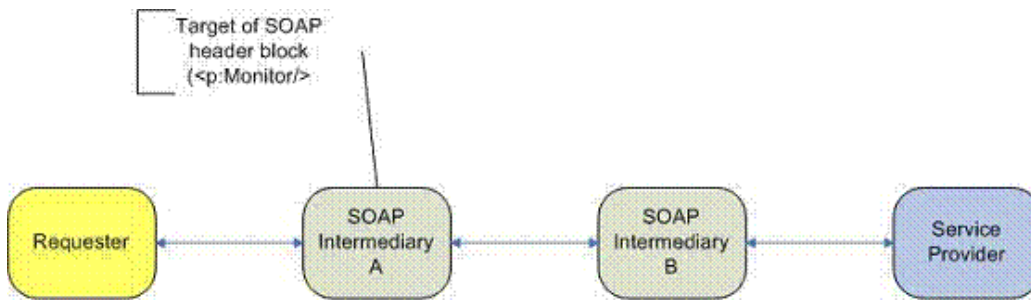 Target of SOAP
header block
(<p:Monitor/>
Requester
SOAP
Intermediary
A
SOAP
Intermediary
B
Service
Provider